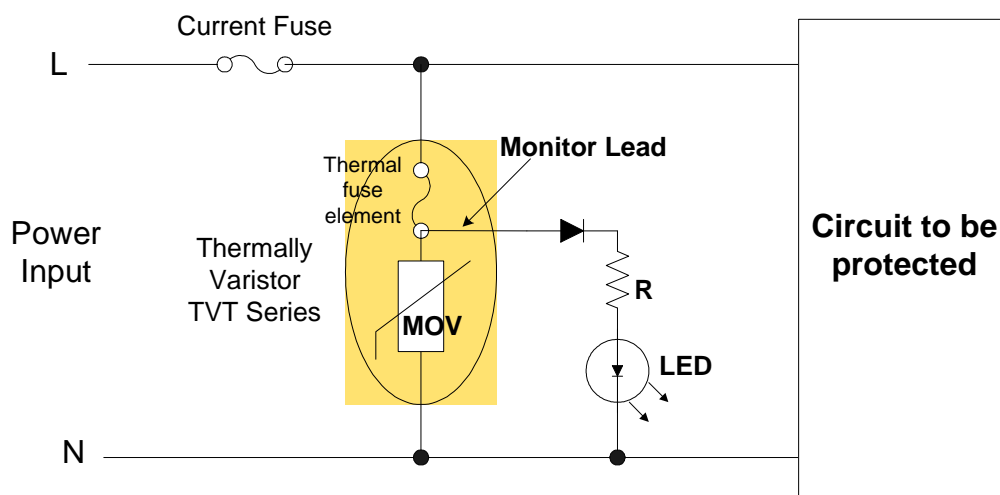 Current Fuse
L
Monitor Lead
Thermal
fuse
element
Power
Input
Thermally
Varistor
TVT Series
Circuit to be
protected
R
MOV
LED
N